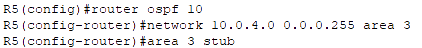 R5(config)#router ospf 10
R5(config-router)#network 10.0.4.0 0.0.0.255 area 3
R5(config-router)#area 3 stub